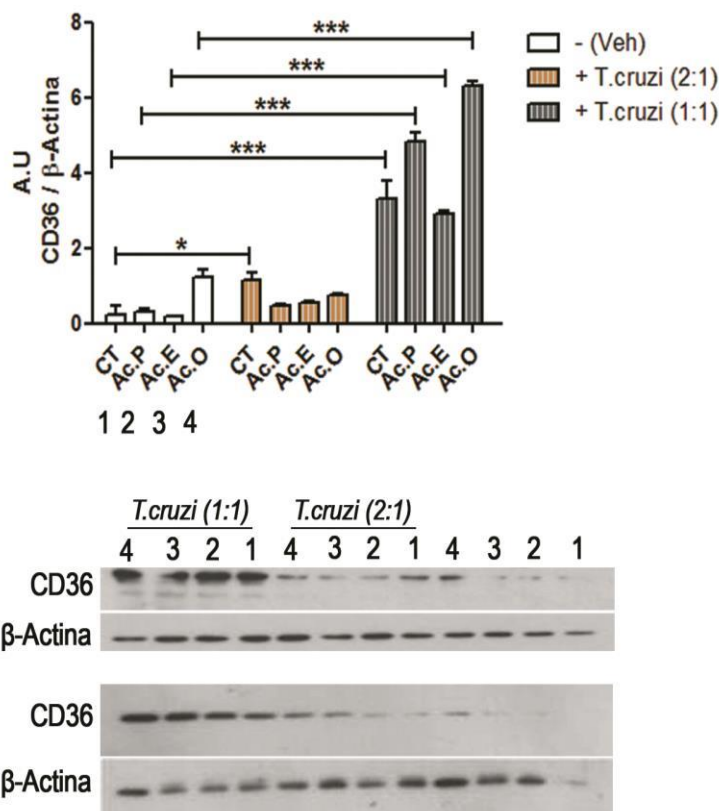 8
6
4
2
0
A.U
CD36 / β-Actina
***
***
***
***
*
- (Veh)
+ T.cruzi (2:1)
+ T.cruzi (1:1)
CT Ac.P Ac.E Ac.O CT Ac.P Ac.E Ac.O CT Ac.P Ac.E Ac.O
1 2 3 4
T.cruzi (1:1) T.cruzi (2:1)
4 3 2 1 4 3 2 1 4 3 2 1
CD36
β-Actina
CD36
β-Actina